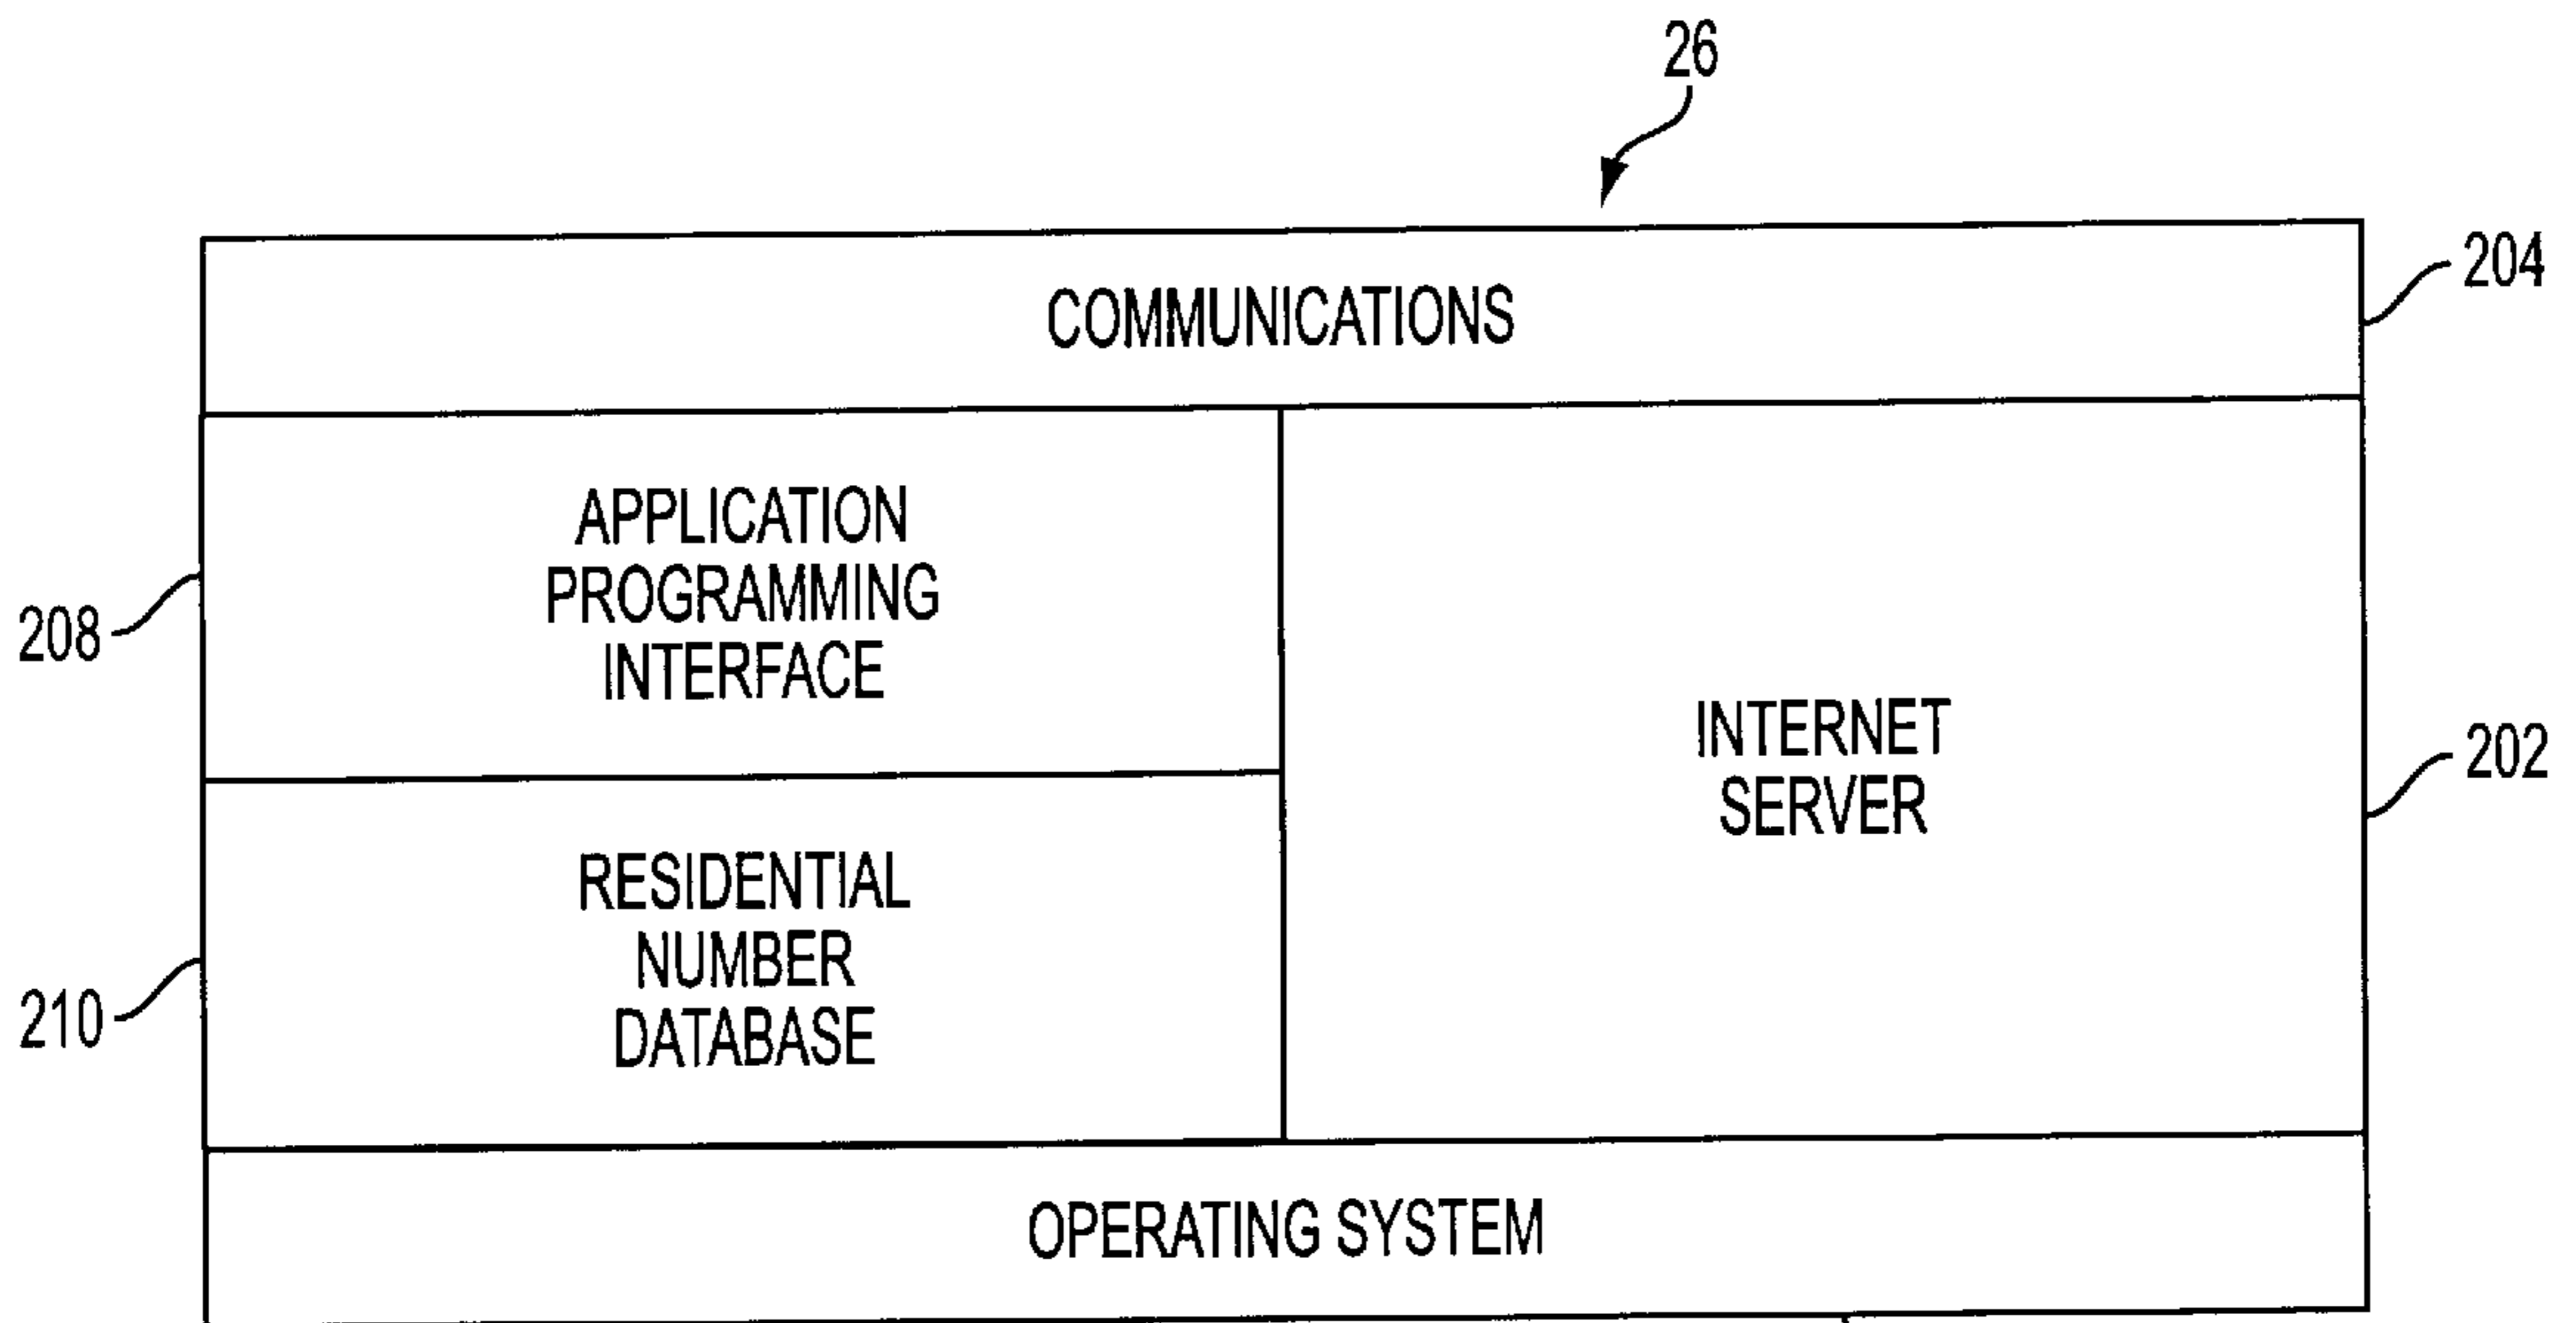 26
COMMUNICATIONS
204
APPLICATION
PROGRAMMING
INTERFACE
208
INTERNET
SERVER
202
RESIDENTIAL
NUMBER
DATABASE
210
OPERATING SYSTEM